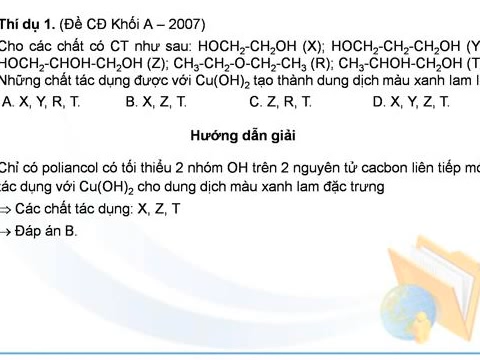 Thí dụ 1. (Đề CĐ Khối A – 2007)
Cho các chất có CT như sau: HOCH₂-CH₂OH (X); HOCH₂-CH₂-CH₂OH (Y
HOCH₂-CHOH-CH₂OH (Z); CH₃-CH₂-O-CH₂-CH₃ (R); CH₃-CHOH-CH₂OH (T
Những chất tác dụng được với Cu(OH)₂ tạo thành dung dịch màu xanh lam l
A. X, Y, R, T. B. X, Z, T. C. Z, R, T. D. X, Y, Z, T.
Hướng dẫn giải
Chỉ có poliancol có tối thiểu 2 nhóm OH trên 2 nguyên tử cacbon liên tiếp mớ
tác dụng với Cu(OH)₂ cho dung dịch màu xanh lam đặc trưng
⇒ Các chất tác dụng: X, Z, T
→ Đáp án B.